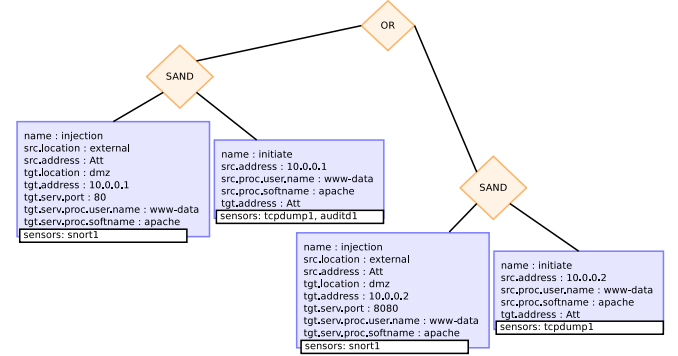 OR
SAND
name : injection
src.location : external
src.address : Att
tgt.location : dmz
tgt.address : 10.0.0.1
tgt.serv.port : 80
tgt.serv.proc.user.name : www-data
tgt.serv.proc.softname : apache
sensors: snort1
name : initiate
src.address : 10.0.0.1
src.proc.user.name : www-data
src.proc.softname : apache
tgt.address : Att
sensors: tcpdump1, auditd1
SAND
name : injection
src.location : external
src.address : Att
tgt.location : dmz
tgt.address : 10.0.0.2
tgt.serv.port : 8080
tgt.serv.proc.user.name : www-data
tgt.serv.proc.softname : apache
sensors: snort1
name : initiate
src.address : 10.0.0.2
src.proc.user.name : www-data
src.proc.softname : apache
tgt.address : Att
sensors: tcpdump1